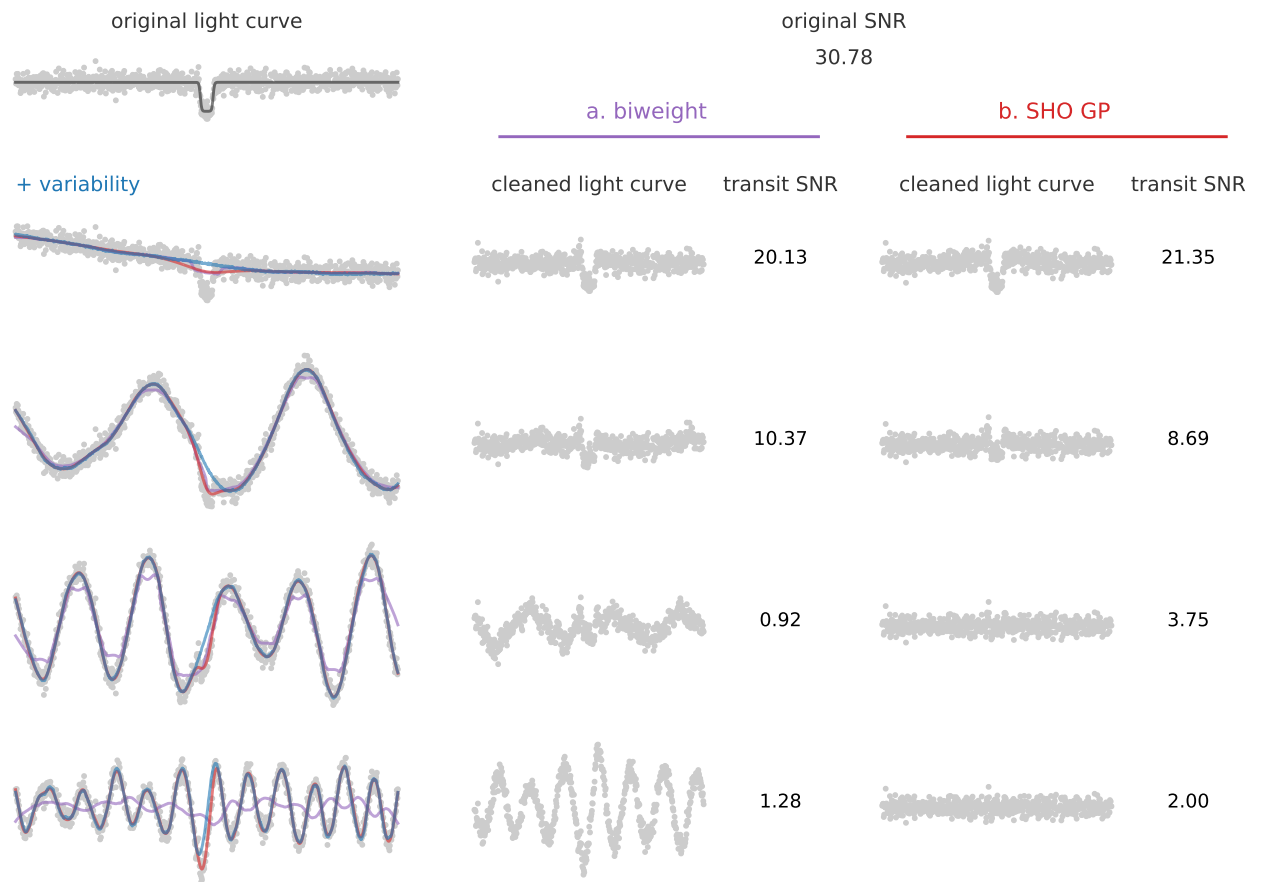 original light curve
original SNR
30.78
a. biweight
b. SHO GP
+ variability
cleaned light curve
transit SNR
cleaned light curve
transit SNR
20.13
21.35
10.37
8.69
0.92
3.75
1.28
2.00